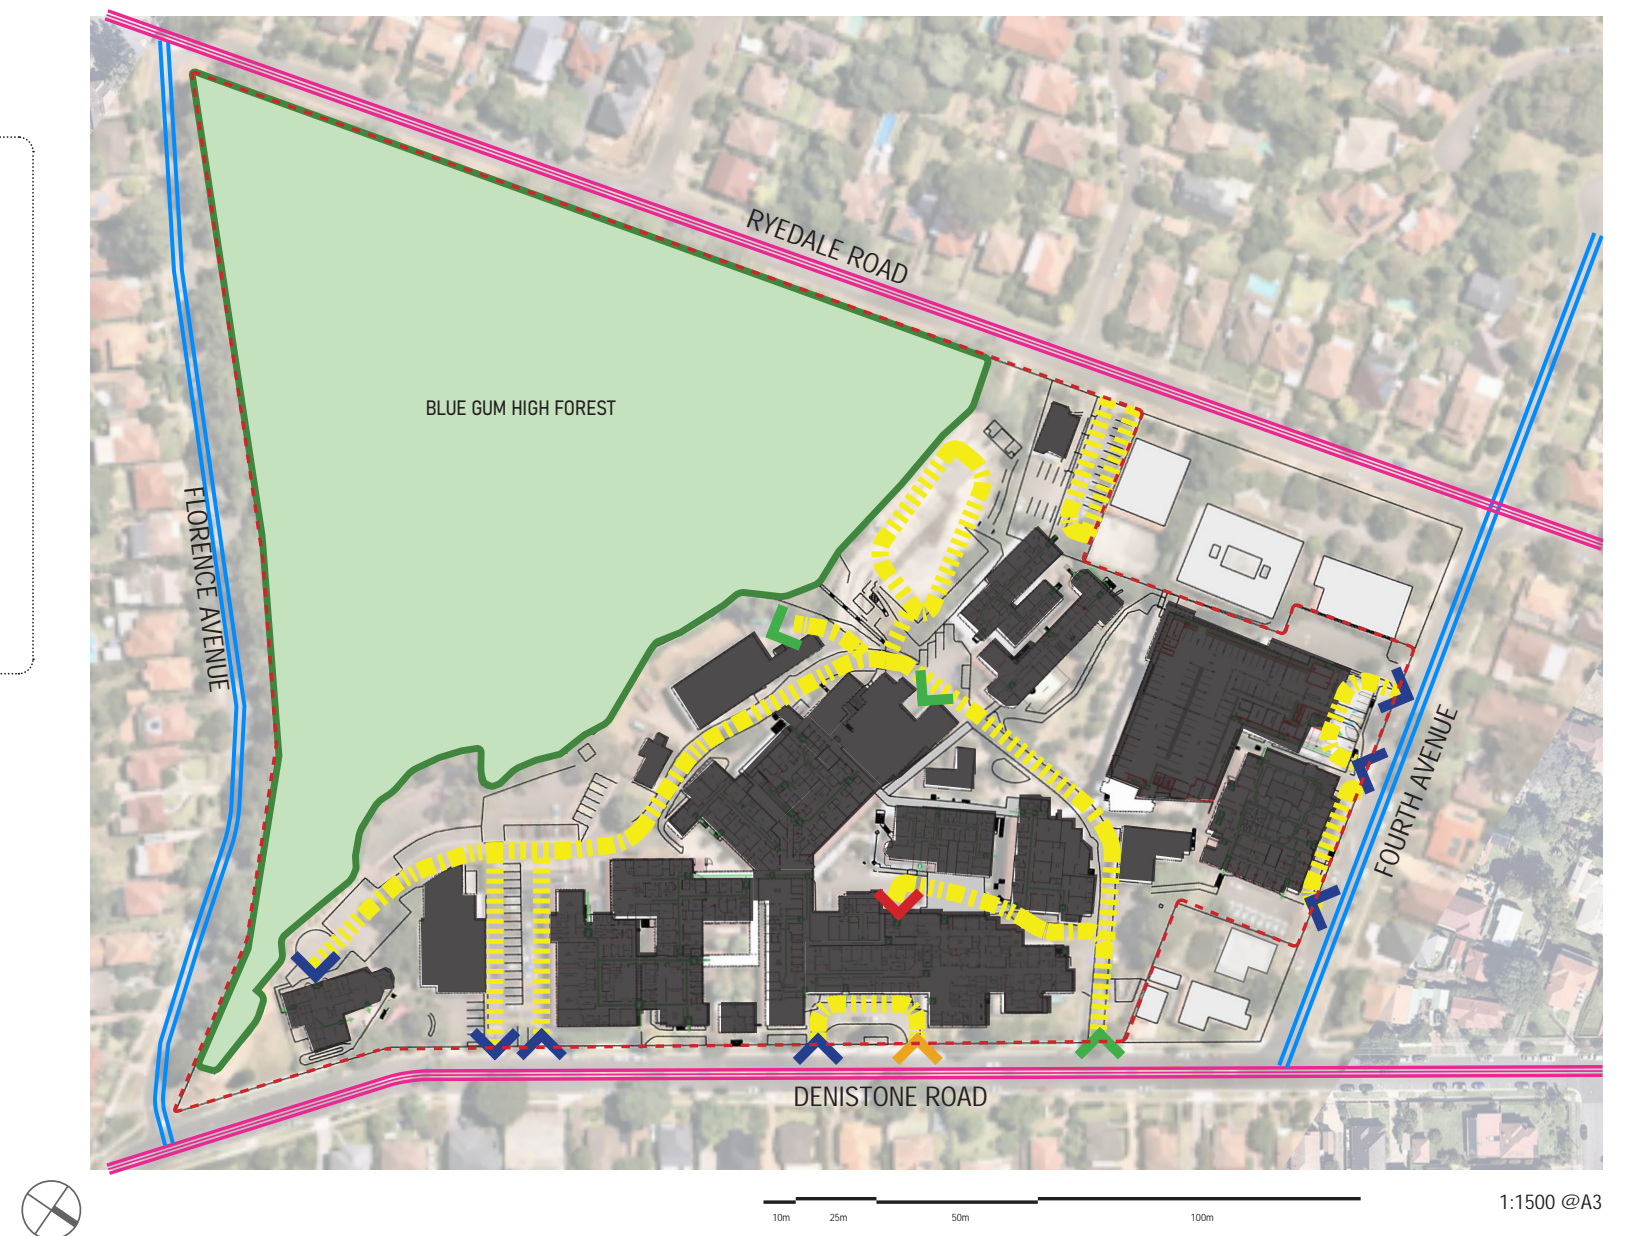 RYEDALE ROAD
BLUE GUM HIGH FOREST
FLORENCE AVENUE
FOURTH AVENUE
DENISTONE ROAD
10m 25m 50m 100m
1:1500 @A3